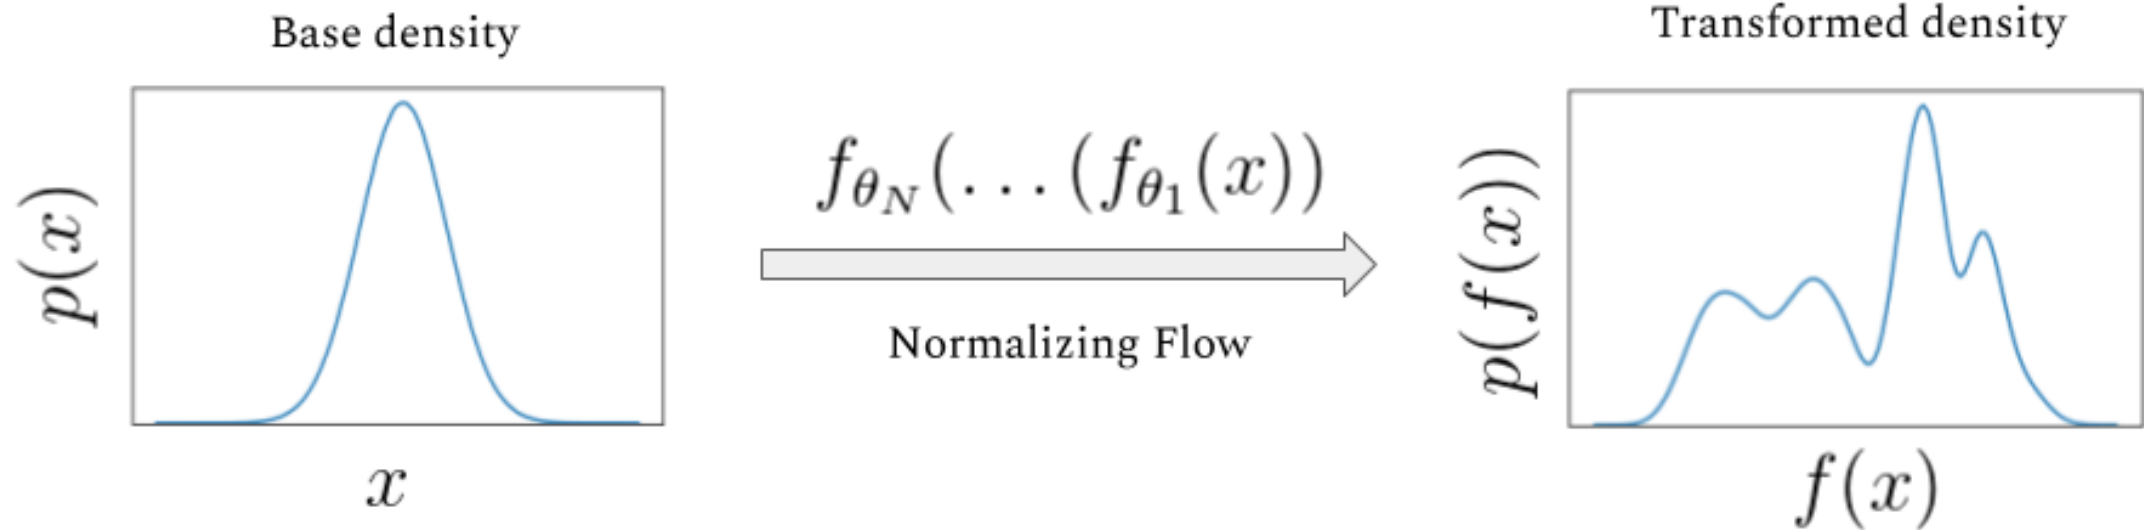 Base density
p(x)
x
f_{θ_N}(...(f_{θ_1}(x))
Normalizing Flow
Transformed density
p(f(x))
f(x)